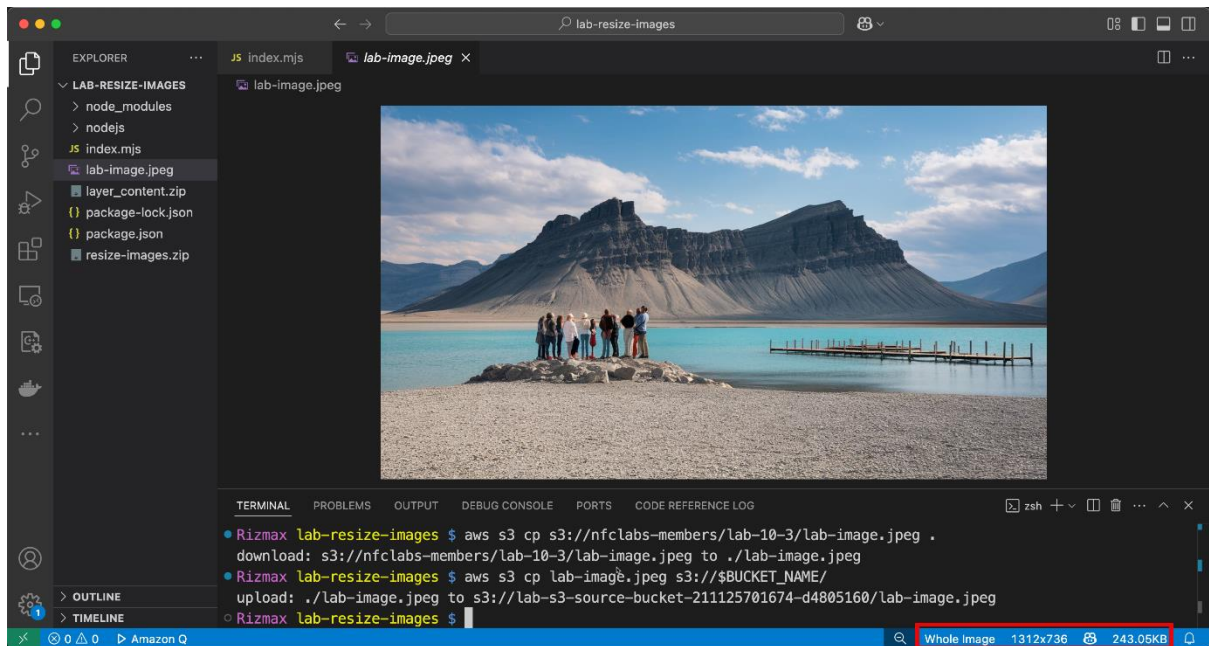 lab-resize-images
EXPLORER
LAB-RESIZE-IMAGES
node_modules
nodejs
JS index.mjs
lab-image.jpeg
layer_content.zip
{} package-lock.json
{} package.json
resize-images.zip
OUTLINE
TIMELINE
JS index.mjs
lab-image.jpeg
lab-image.jpeg
TERMINAL PROBLEMS OUTPUT DEBUG CONSOLE PORTS CODE REFERENCE LOG
zsh
Rizmax lab-resize-images $ aws s3 cp s3://nfclabs-members/lab-10-3/lab-image.jpeg .
download: s3://nfclabs-members/lab-10-3/lab-image.jpeg to ./lab-image.jpeg
Rizmax lab-resize-images $ aws s3 cp lab-image.jpeg s3://$BUCKET_NAME/
upload: ./lab-image.jpeg to s3://lab-s3-source-bucket-211125701674-d4805160/lab-image.jpeg
Rizmax lab-resize-images $
1
0 0 Amazon Q
Whole Image 1312x736 243.05KB